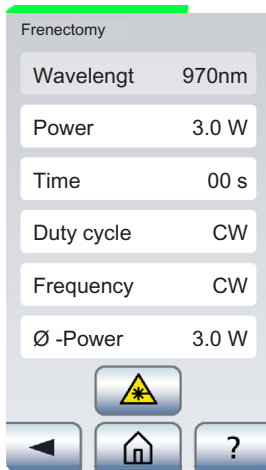 Frenectomy
Wavelengt 970nm
Power 3.0 W
Time 00 s
Duty cycle CW
Frequency CW
Ø -Power 3.0 W
?